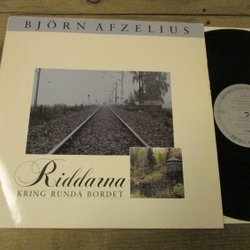 BJÖRN AFZELIUS
Riddarna
KRING RUNDA BORDET